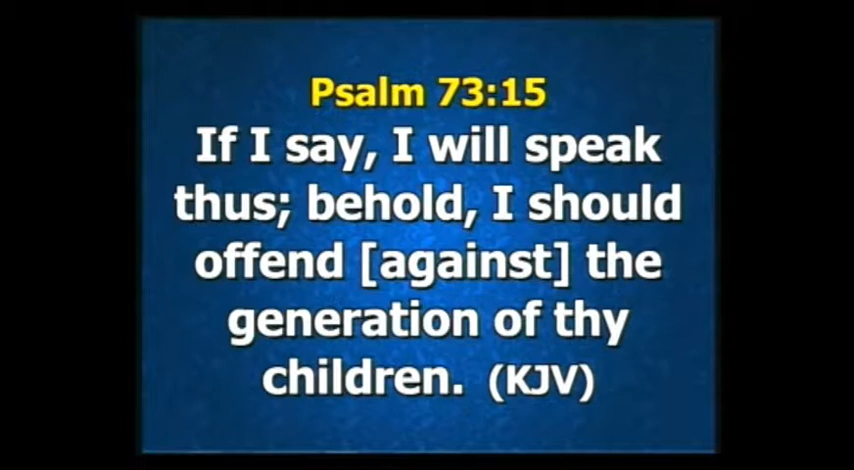 Psalm 73:15
If I say, I will speak
thus; behold, I should
offend [against] the
generation of thy
children. (KJV)